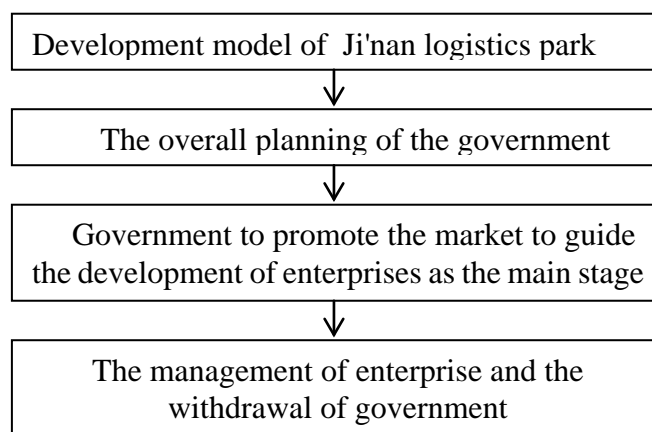 Development model of Ji'nan logistics park
The overall planning of the government
Government to promote the market to guide
the development of enterprises as the main stage
The management of enterprise and the
withdrawal of government